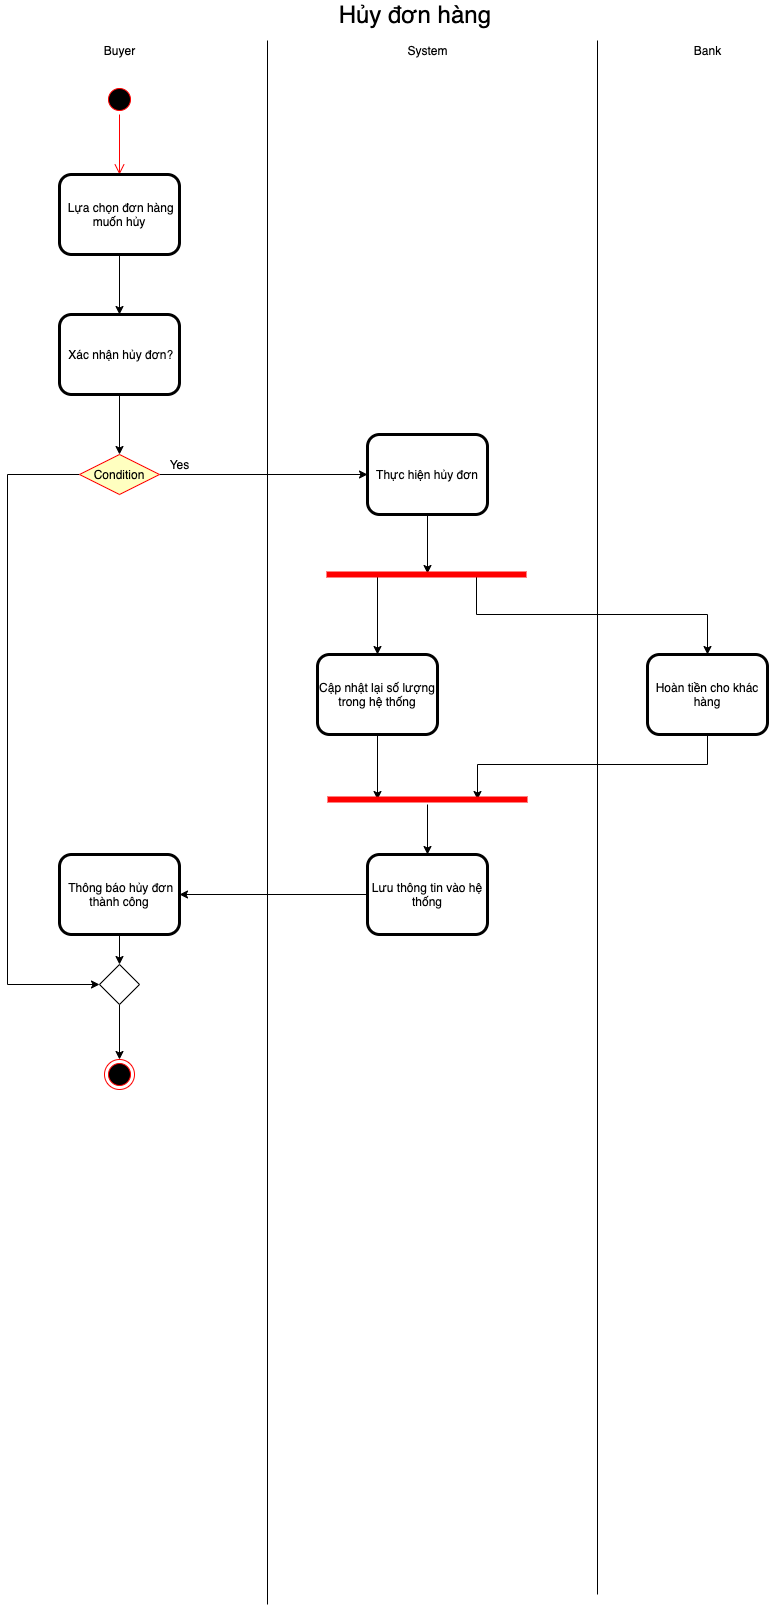 Hủy đơn hàng
Buyer
System
Bank
Lựa chọn đơn hàng
muốn hủy
Xác nhận hủy đơn?
Condition
Yes
Thực hiện hủy đơn
Cập nhật lại số lượng
trong hệ thống
Hoàn tiền cho khác
hàng
Thông báo hủy đơn
thành công
Lưu thông tin vào hệ
thống